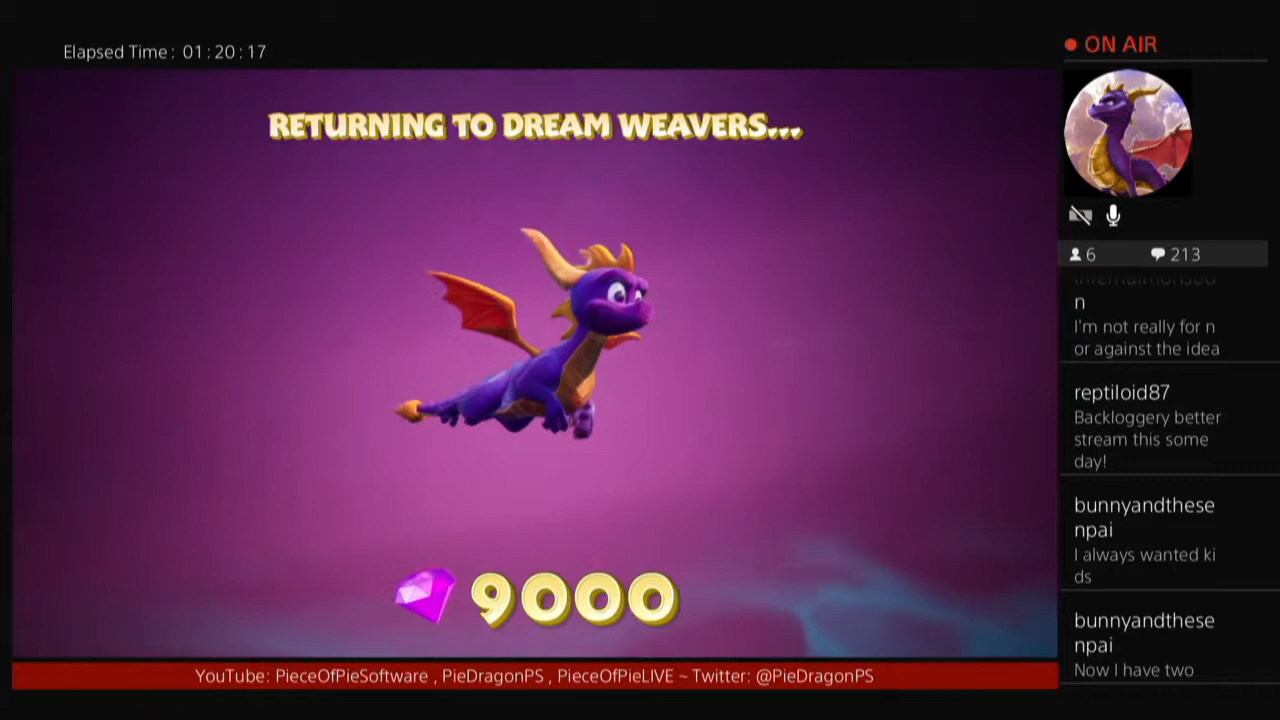 Elapsed Time: 01:20:17
ON AIR
RETURNING TO DREAM WEAVERS...
6 213
n
I'm not really for n
or against the idea
reptiloid87
Backloggery better
stream this some
day!
bunnyandthese
npai
I always wanted ki
ds
bunnyandthese
npai
Now I have two
9000
YouTube: PieceOfPieSoftware , PieDragonPS , PieceOfPieLIVE ~ Twitter: @PieDragonPS